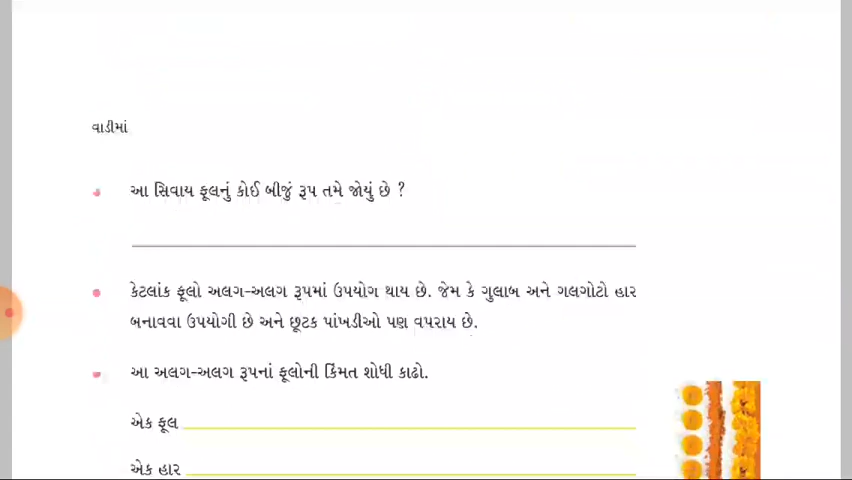 વાડીમાં
આ સિવાય ફૂલનું કોઈ બીજું રૂપ તમે જોયું છે ?
કેટલાંક ફૂલો અલગ-અલગ રૂપમાં ઉપયોગ થાય છે. જેમ કે ગુલાબ અને ગલગોટો હાર
બનાવવા ઉપયોગી છે અને છૂટક પાંખડીઓ પણ વપરાય છે.
આ અલગ-અલગ રૂપનાં ફૂલોની કિંમત શોધી કાઢો.
એક ફૂલ
એક હાર